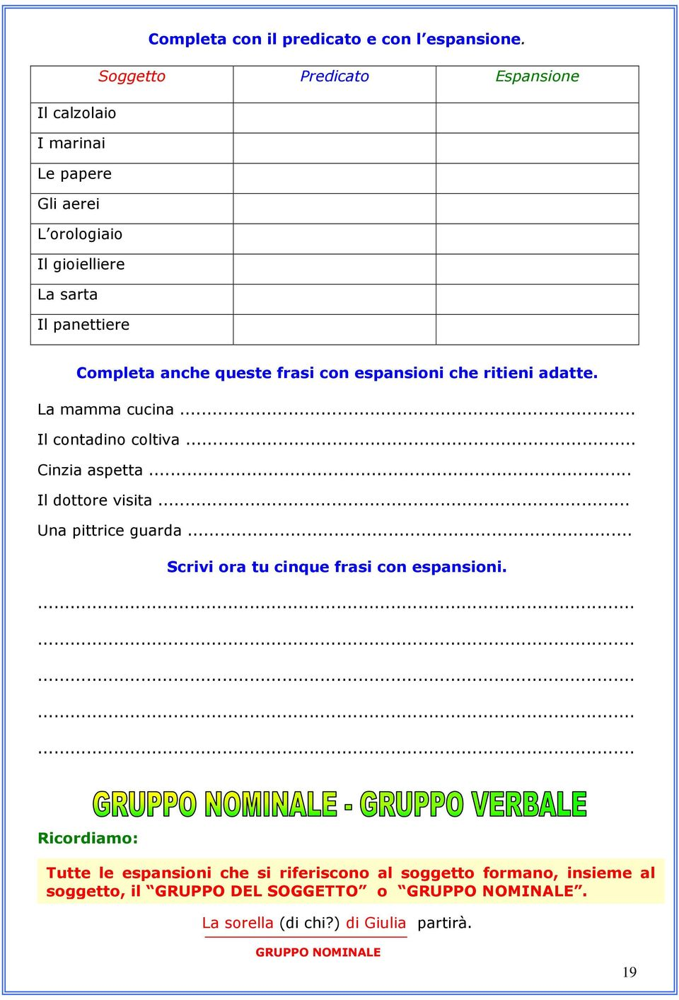 Completa con il predicato e con l’espansione.
Soggetto Predicato Espansione
Il calzolaio
I marinai
Le papere
Gli aerei
L’orologiaio
Il gioielliere
La sarta
Il panettiere
Completa anche queste frasi con espansioni che ritieni adatte.
La mamma cucina...
Il contadino coltiva...
Cinzia aspetta...
Il dottore visita...
Una pittrice guarda...
Scrivi ora tu cinque frasi con espansioni.
...
...
...
...
...
GRUPPO NOMINALE - GRUPPO VERBALE
Ricordiamo:
Tutte le espansioni che si riferiscono al soggetto formano, insieme al
soggetto, il “GRUPPO DEL SOGGETTO” o “GRUPPO NOMINALE”.
La sorella (di chi?) di Giulia partirà.
GRUPPO NOMINALE
19